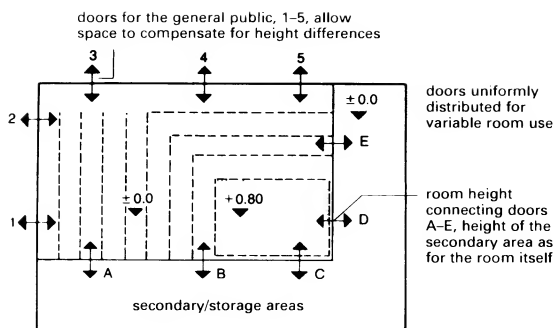 doors for the general public, 1–5, allow
space to compensate for height differences
3
4
5
2
1
± 0.0
E
± 0.0
+ 0.80
D
A
B
C
secondary/storage areas
doors uniformly
distributed for
variable room use
room height
connecting doors
A–E, height of the
secondary area as
for the room itself